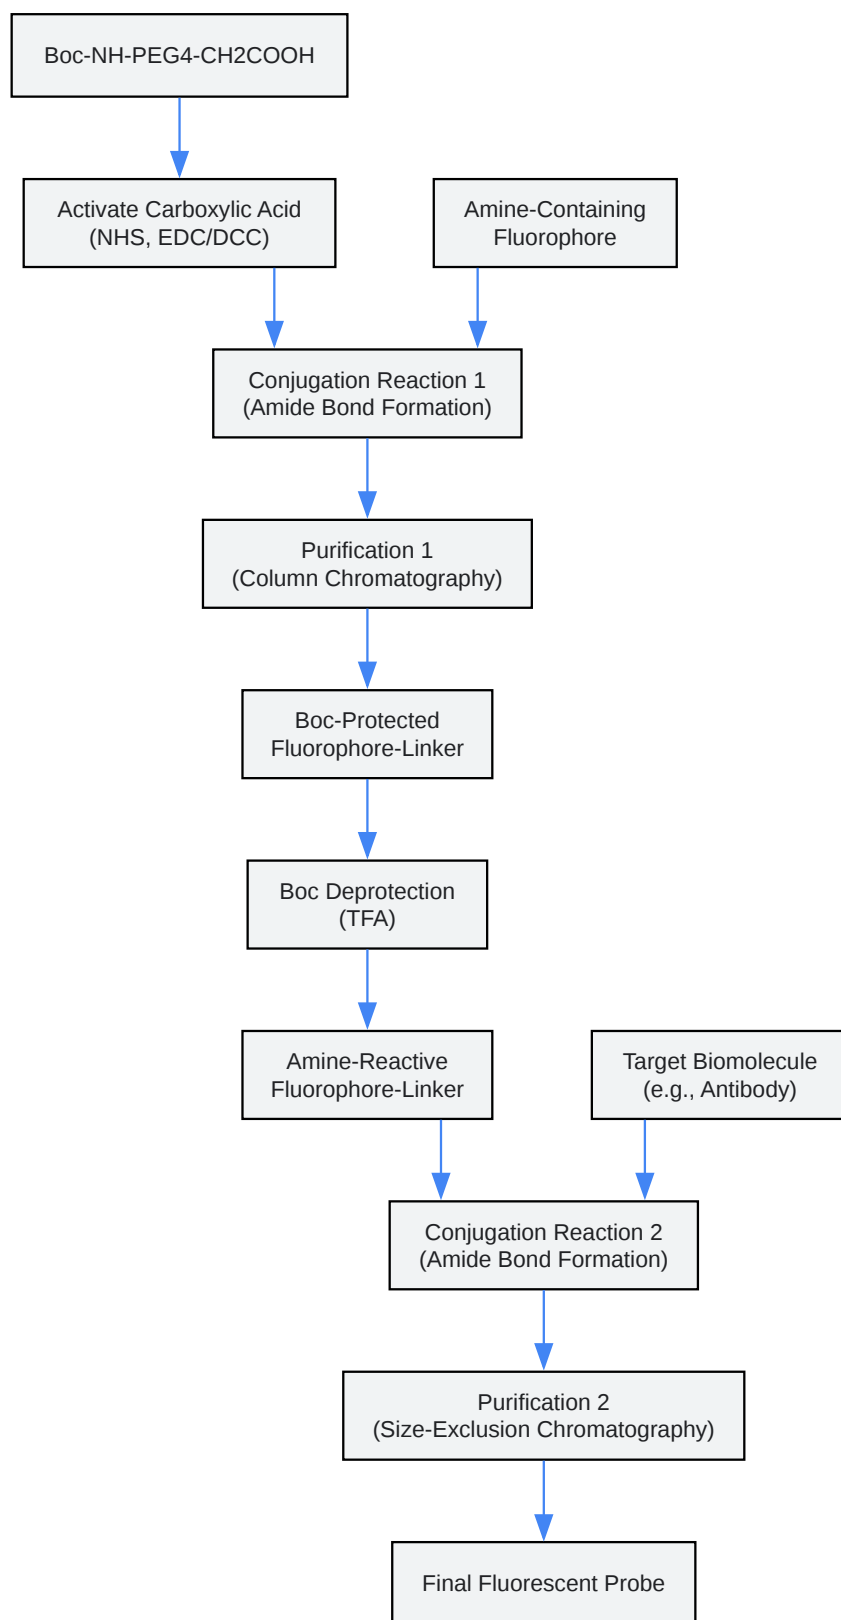 Boc-NH-PEG4-CH2COOH
Activate Carboxylic Acid
(NHS, EDC/DCC)
Amine-Containing
Fluorophore
Conjugation Reaction 1
(Amide Bond Formation)
Purification 1
(Column Chromatography)
Boc-Protected
Fluorophore-Linker
Boc Deprotection
(TFA)
Amine-Reactive
Fluorophore-Linker
Target Biomolecule
(e.g., Antibody)
Conjugation Reaction 2
(Amide Bond Formation)
Purification 2
(Size-Exclusion Chromatography)
Final Fluorescent Probe